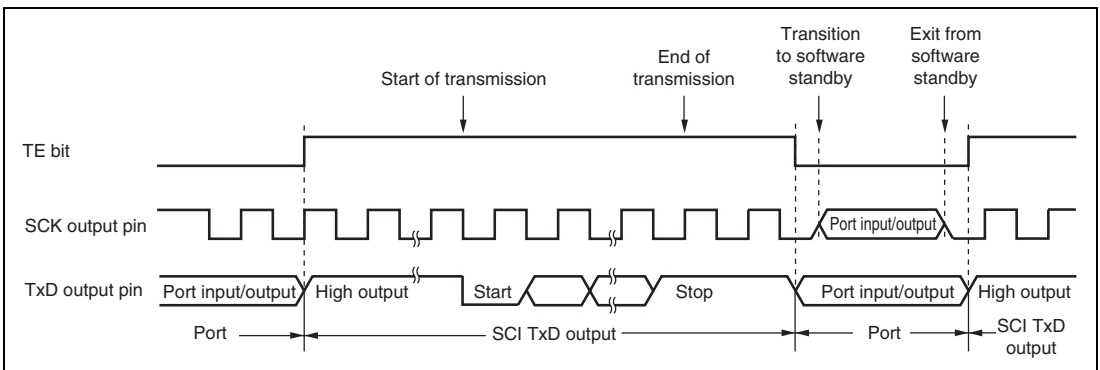 Transition
to software
standby
Exit from
software
standby
End of
transmission
Start of transmission
TE bit
SCK output pin
Port input/output
TxD output pin
Port input/output
High output
Start
Stop
Port input/output
High output
Port
SCI TxD output
Port
SCI TxD
output